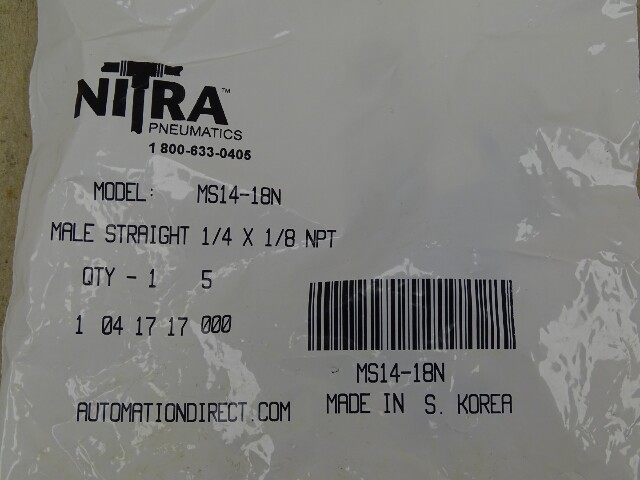 NITRA™
PNEUMATICS
1 800-633-0405
MODEL: MS14-18N
MALE STRAIGHT 1/4 X 1/8 NPT
QTY - 1 5
1 04 17 17 000
MS14-18N
AUTOMATIONDIRECT.COM MADE IN S. KOREA